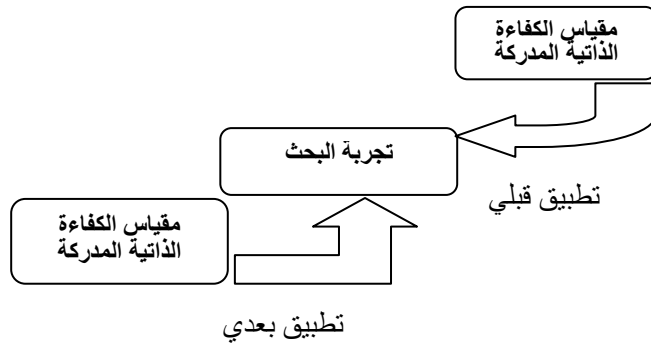 مقياس الكفاءة
الذاتية المدركة
تجربة البحث
تطبيق قبلي
مقياس الكفاءة
الذاتية المدركة
تطبيق بعدي